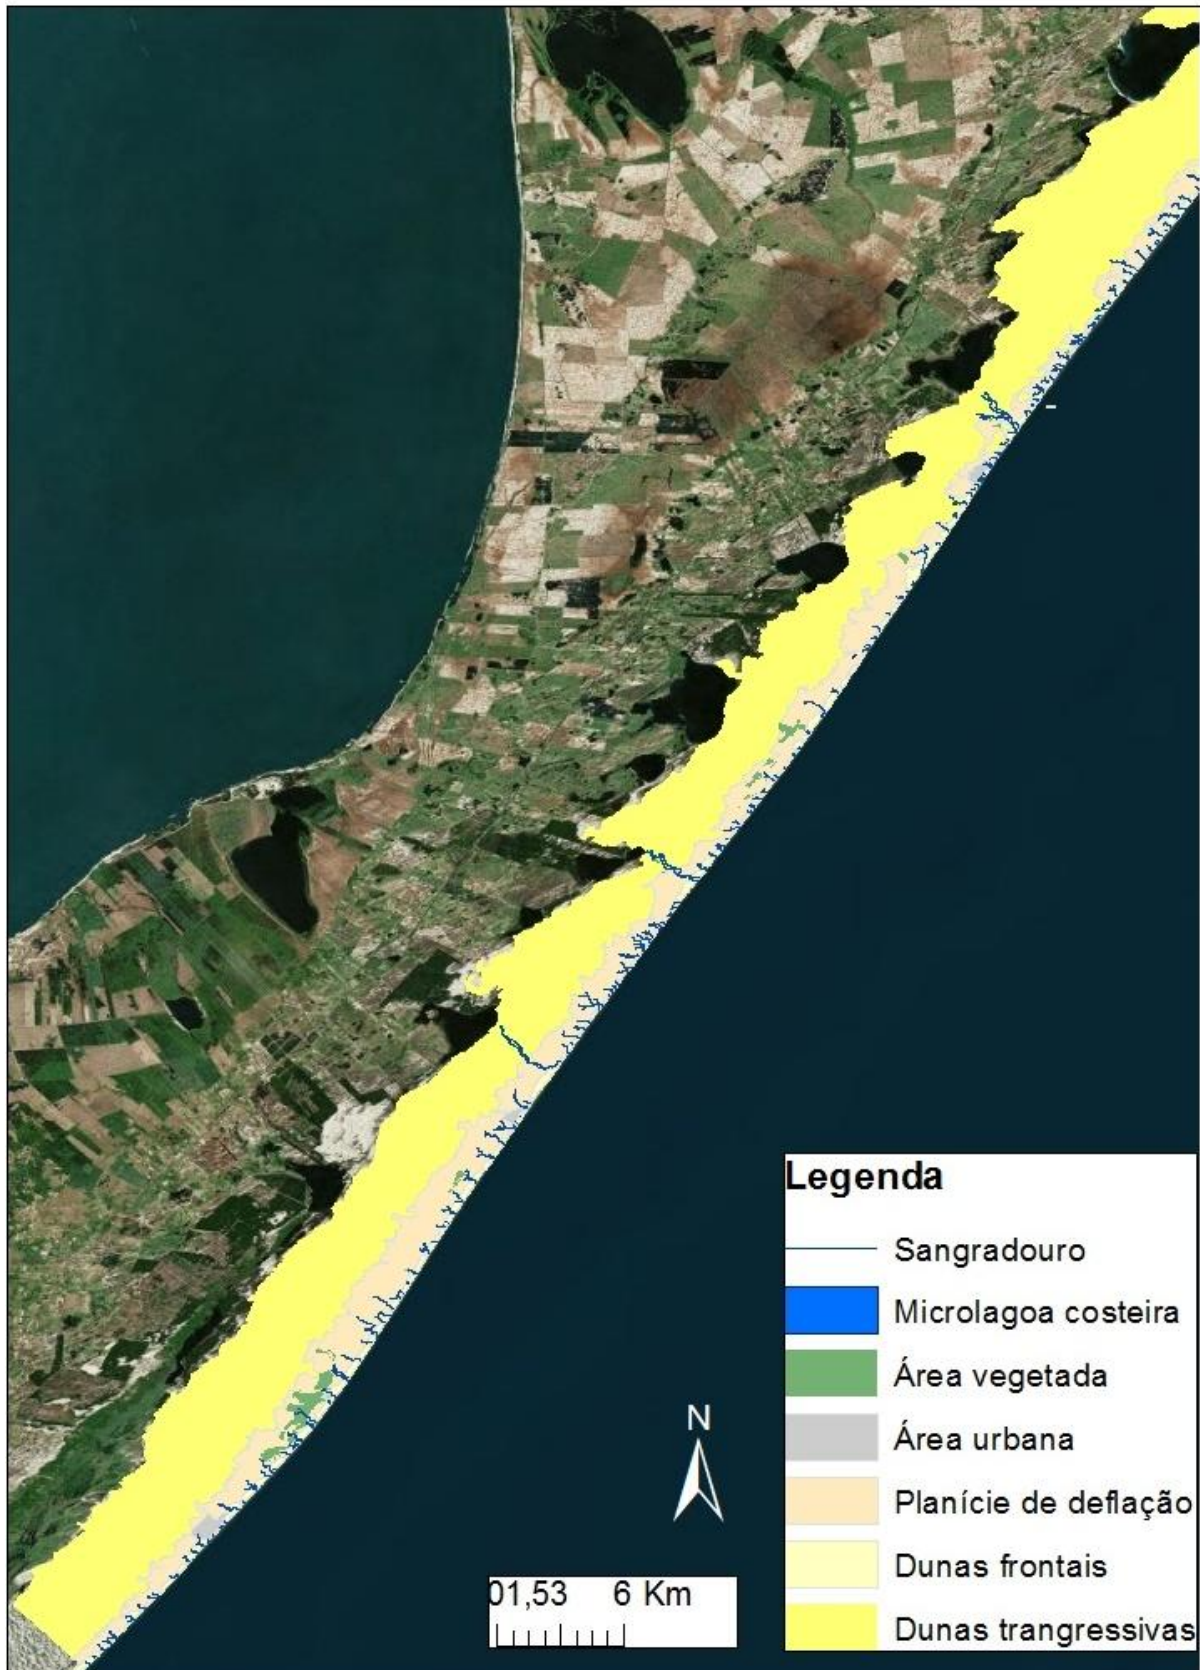 Legenda
Sangradouro
Microlagoa costeira
Área vegetada
Área urbana
Planície de deflação
Dunas frontais
Dunas trangressivas
N
01,53 6 Km